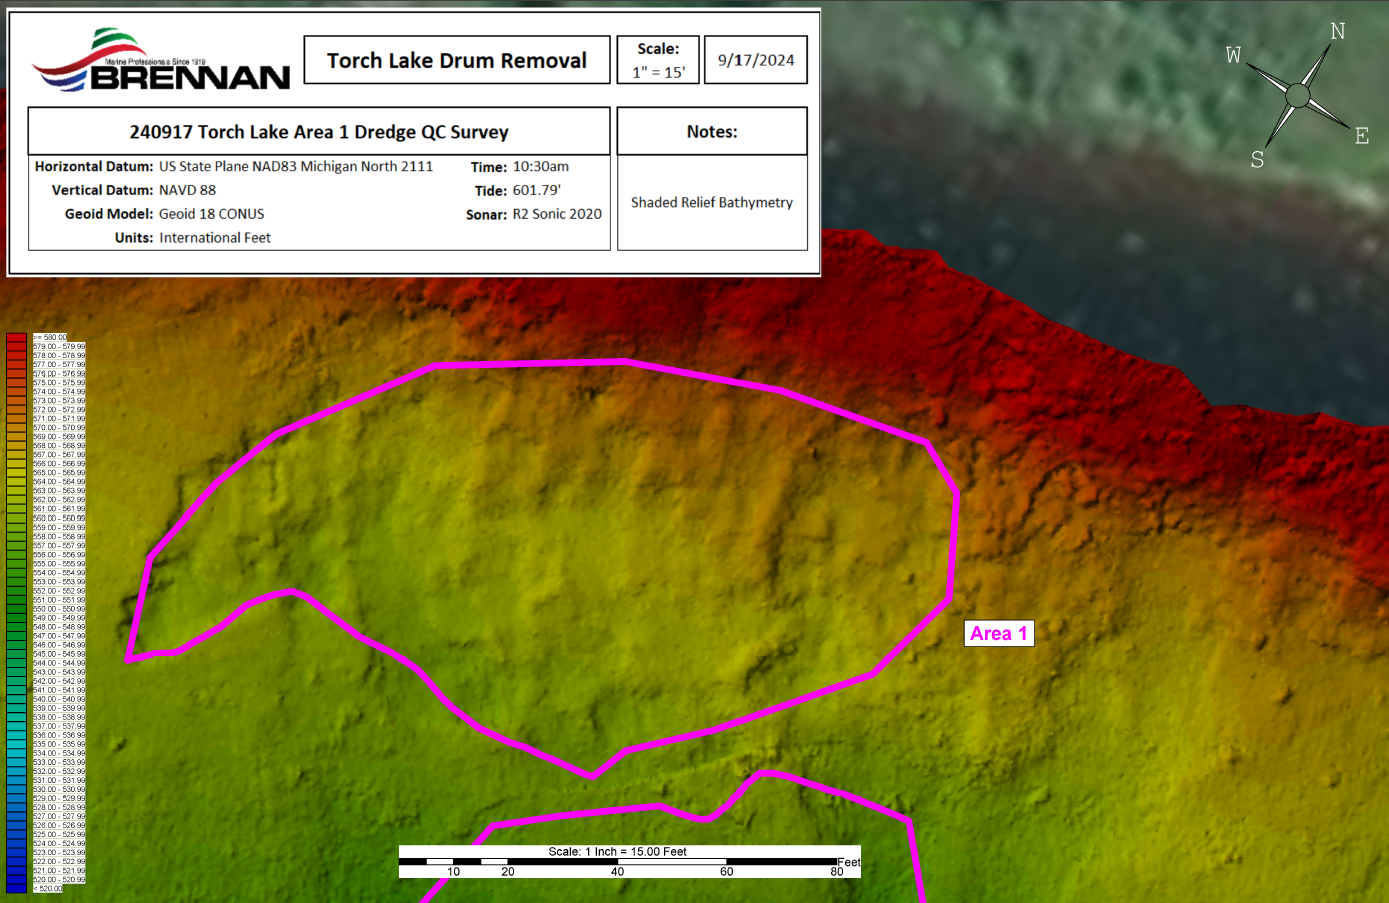 Marine Professionals Since 1919
BRENNAN
Torch Lake Drum Removal
Scale:
1" = 15'
9/17/2024
240917 Torch Lake Area 1 Dredge QC Survey
Notes:
Horizontal Datum: US State Plane NAD83 Michigan North 2111
Time: 10:30am
Vertical Datum: NAVD 88
Tide: 601.79'
Geoid Model: Geoid 18 CONUS
Sonar: R2 Sonic 2020
Units: International Feet
Shaded Relief Bathymetry
N
W
E
S
>= 580.00
579.00 - 579.99
578.00 - 578.99
577.00 - 577.99
576.00 - 576.99
575.00 - 575.99
574.00 - 574.99
573.00 - 573.99
572.00 - 572.99
571.00 - 571.99
570.00 - 570.99
569.00 - 569.99
568.00 - 568.99
567.00 - 567.99
566.00 - 566.99
565.00 - 565.99
564.00 - 564.99
563.00 - 563.99
562.00 - 562.99
561.00 - 561.99
560.00 - 560.99
559.00 - 559.99
558.00 - 558.99
557.00 - 557.99
556.00 - 556.99
555.00 - 555.99
554.00 - 554.99
553.00 - 553.99
552.00 - 552.99
551.00 - 551.99
550.00 - 550.99
549.00 - 549.99
548.00 - 548.99
547.00 - 547.99
546.00 - 546.99
545.00 - 545.99
544.00 - 544.99
543.00 - 543.99
542.00 - 542.99
541.00 - 541.99
540.00 - 540.99
539.00 - 539.99
538.00 - 538.99
537.00 - 537.99
536.00 - 536.99
535.00 - 535.99
534.00 - 534.99
533.00 - 533.99
532.00 - 532.99
531.00 - 531.99
530.00 - 530.99
529.00 - 529.99
528.00 - 528.99
527.00 - 527.99
526.00 - 526.99
525.00 - 525.99
524.00 - 524.99
523.00 - 523.99
522.00 - 522.99
521.00 - 521.99
520.00 - 520.99
< 520.00
Area 1
Scale: 1 Inch = 15.00 Feet
Feet
10 20 40 60 80